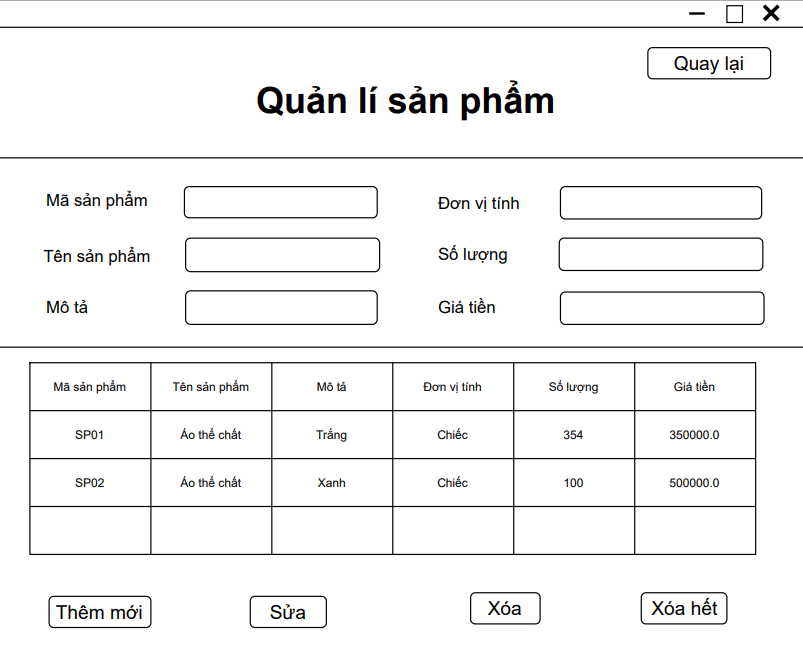 Quay lại
Quản lí sản phẩm
Mã sản phẩm
Đơn vị tính
Tên sản phẩm
Số lượng
Mô tả
Giá tiền
Mã sản phẩm Tên sản phẩm Mô tả Đơn vị tính Số lượng Giá tiền
SP01 Áo thể chất Trắng Chiếc 354 350000.0
SP02 Áo thể chất Xanh Chiếc 100 500000.0
Thêm mới Sửa Xóa Xóa hết